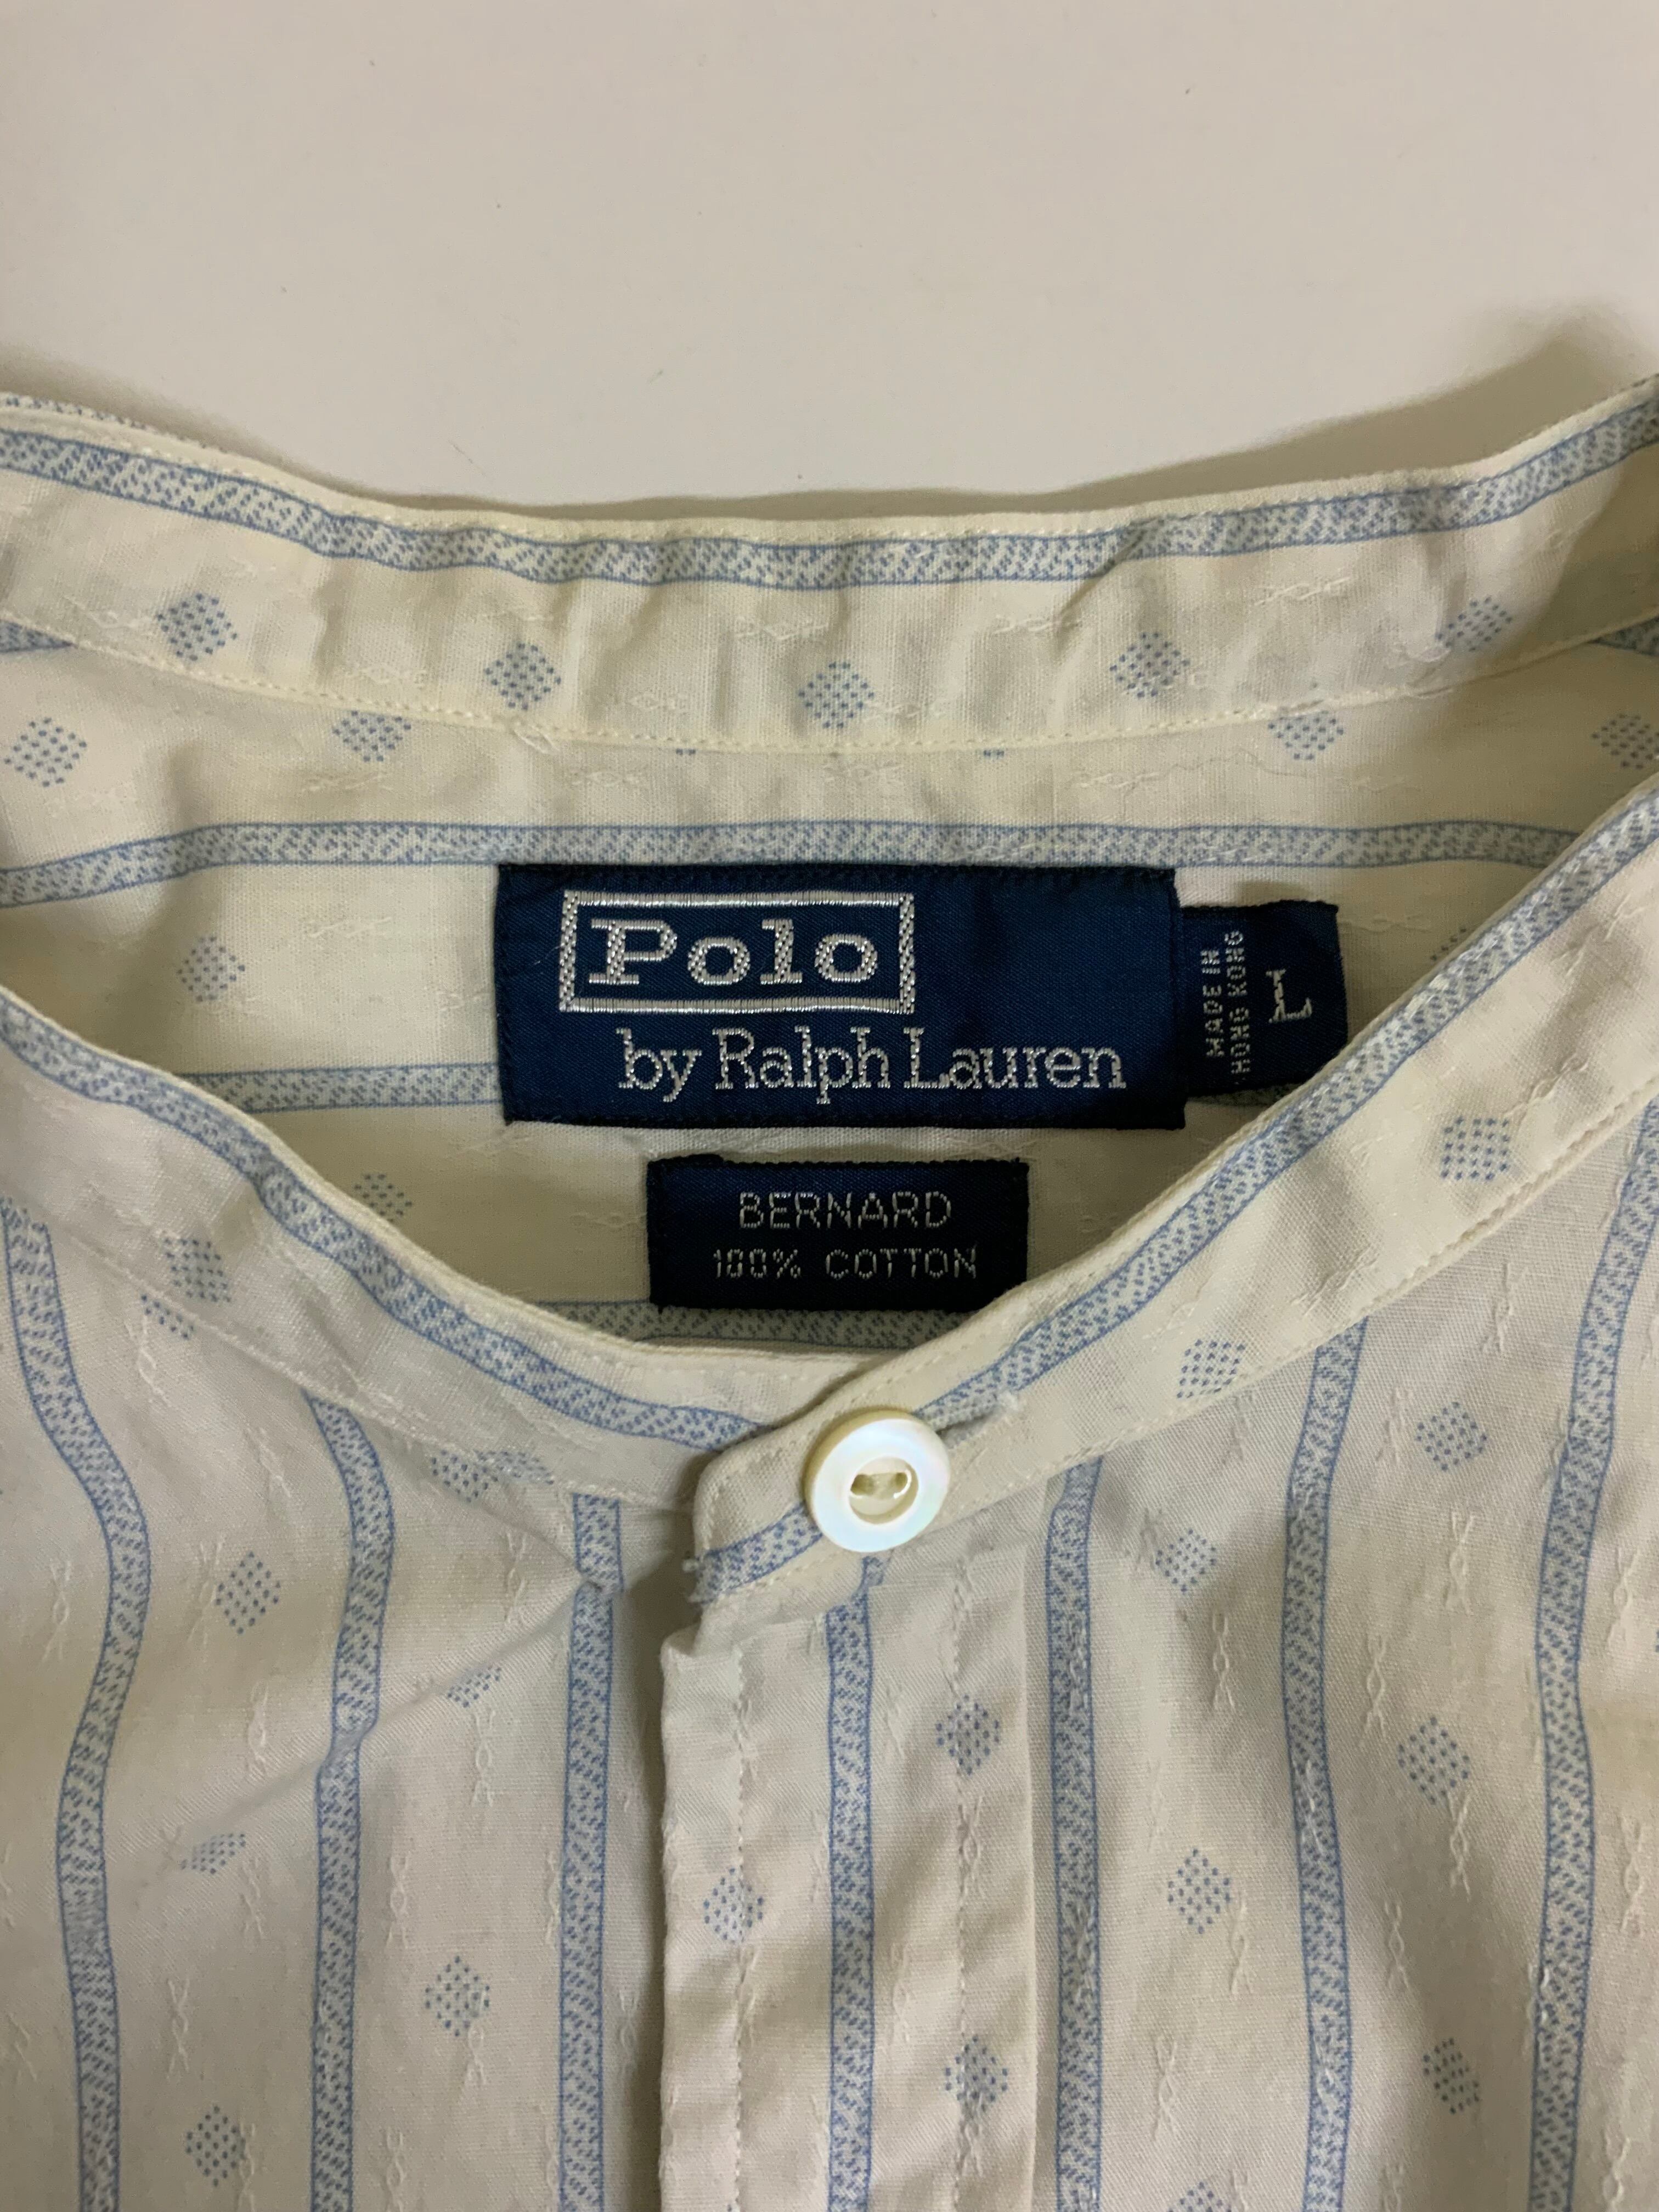 Polo
by Ralph Lauren
MADE IN
HONG KONG
L
BERNARD
100% COTTON